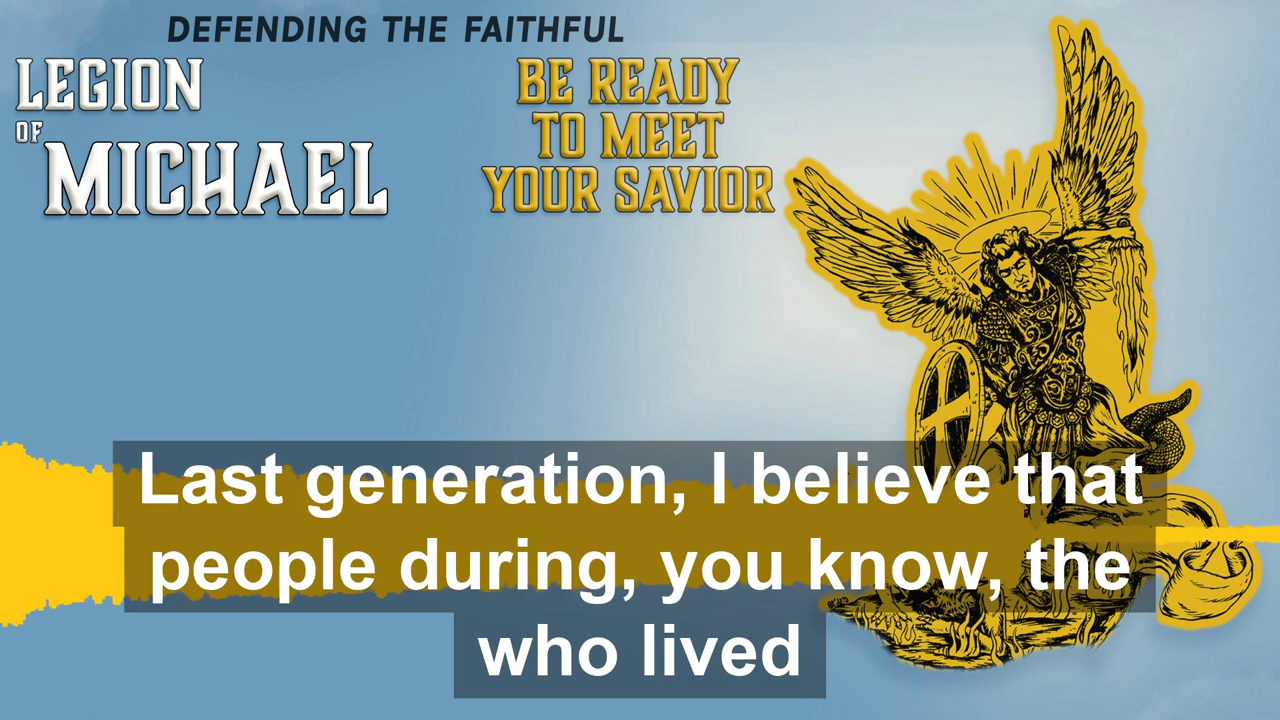 DEFENDING THE FAITHFUL
LEGION
OF
MICHAEL
BE READY
TO MEET
YOUR SAVIOR
Last generation, I believe that
people during, you know, the
who lived